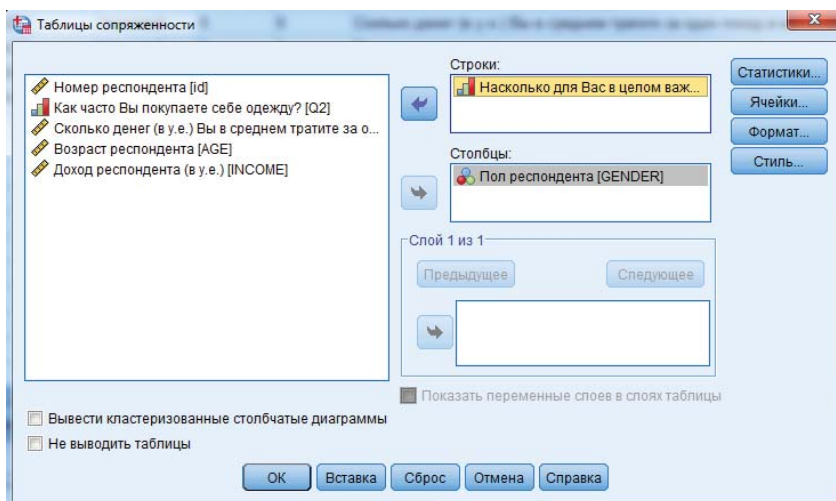 Таблицы сопряженности
Номер респондента [id]
Как часто Вы покупаете себе одежду? [Q2]
Сколько денег (в у.е.) Вы в среднем тратите за о...
Возраст респондента [AGE]
Доход респондента (в у.е.) [INCOME]
Строки:
Насколько для Вас в целом важ...
Столбцы:
Пол респондента [GENDER]
Слой 1 из 1
Предыдущее
Следующее
Показать переменные слоев в слоях таблицы
Статистики...
Ячейки...
Формат...
Стиль...
Вывести кластеризованные столбчатые диаграммы
Не выводить таблицы
ОК
Вставка
Сброс
Отмена
Справка